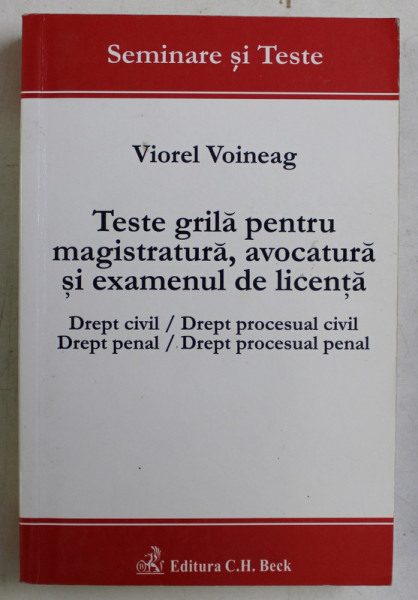 Seminare și Teste
Viorel Voineag
Teste grilă pentru
magistratură, avocatură
și examenul de licență
Drept civil / Drept procesual civil
Drept penal / Drept procesual penal
Editura C.H. Beck